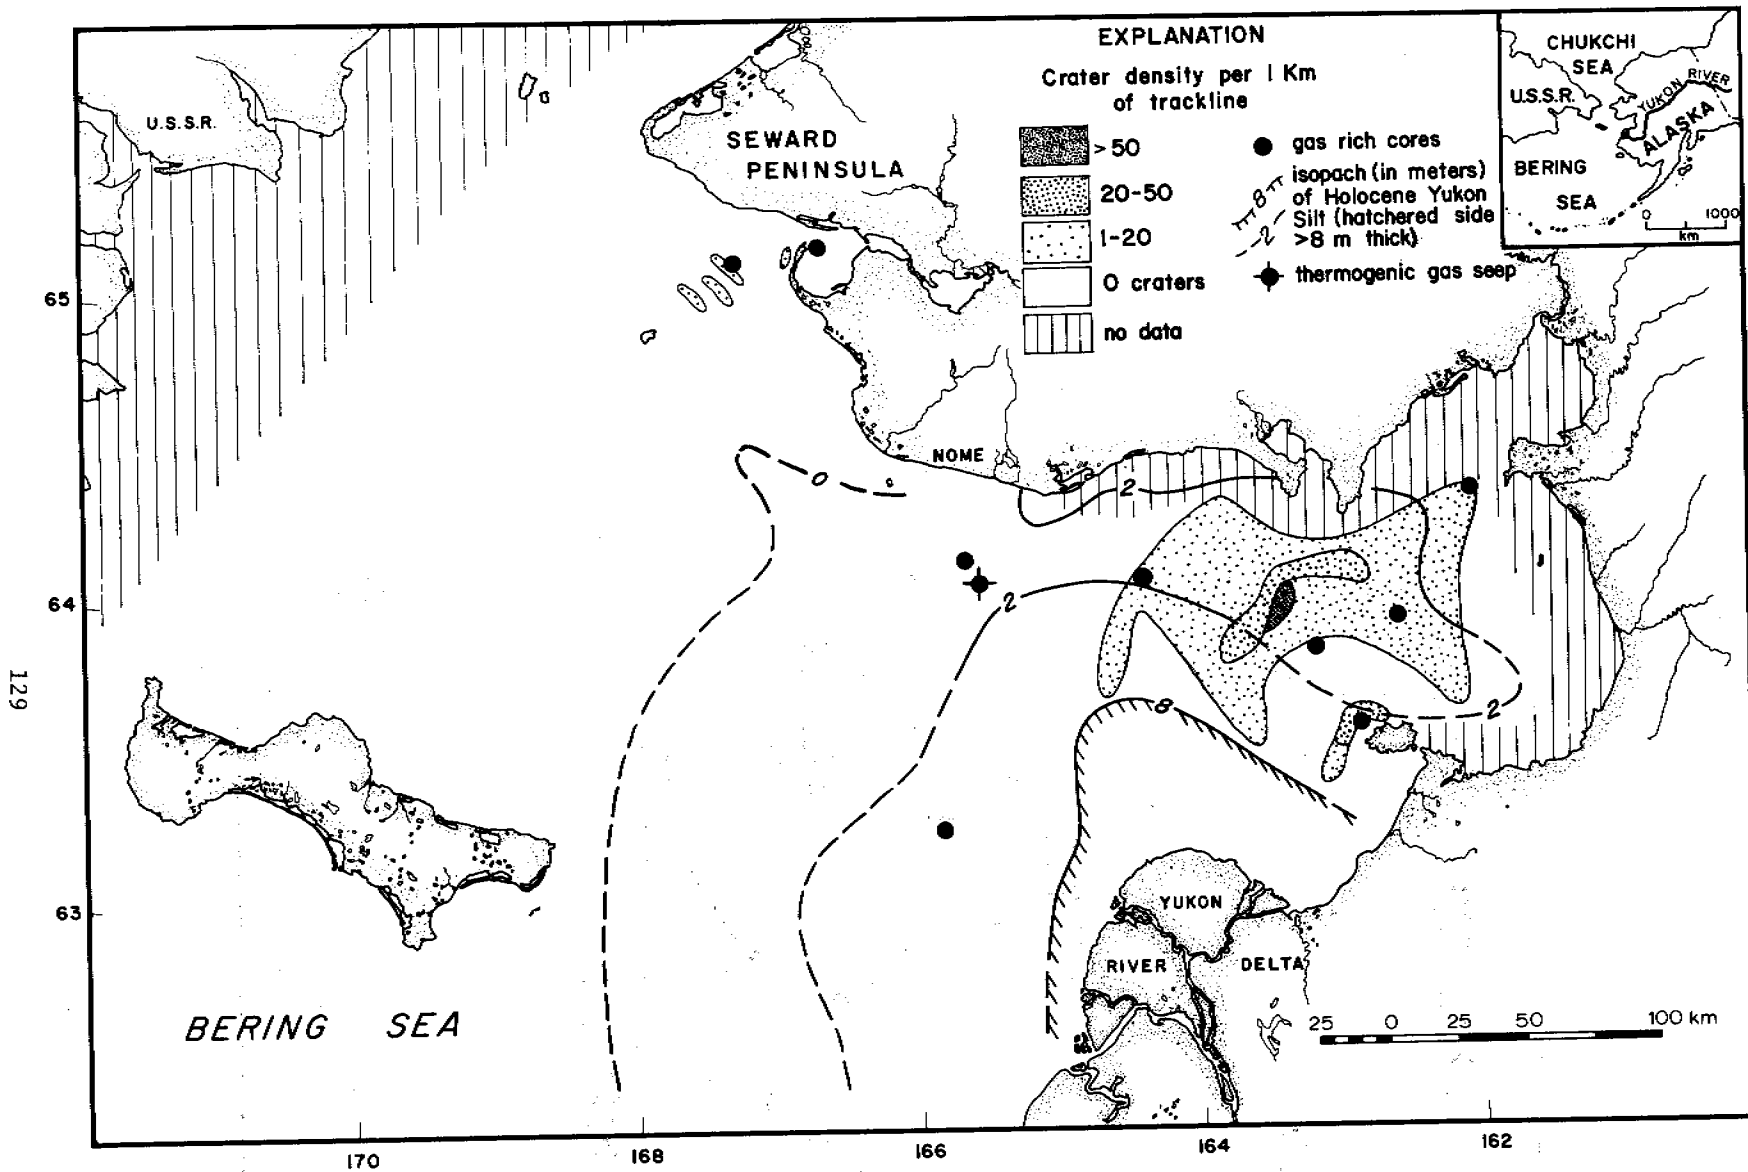 EXPLANATION
Crater density per 1 Km
of trackline
>50
20-50
1-20
0 craters
no data
gas rich cores
8
isopach (in meters)
of Holocene Yukon
Silt (hatchered side
2
>8 m thick)
thermogenic gas seep
CHUKCHI
SEA
U.S.S.R.
YUKON RIVER
ALASKA
BERING
SEA
0 1000
km
U.S.S.R.
SEWARD
PENINSULA
65
NOME
0
2
64
2
129
8
2
63
YUKON
RIVER DELTA
BERING SEA
25 0 25 50 100 km
170 168 166 164 162